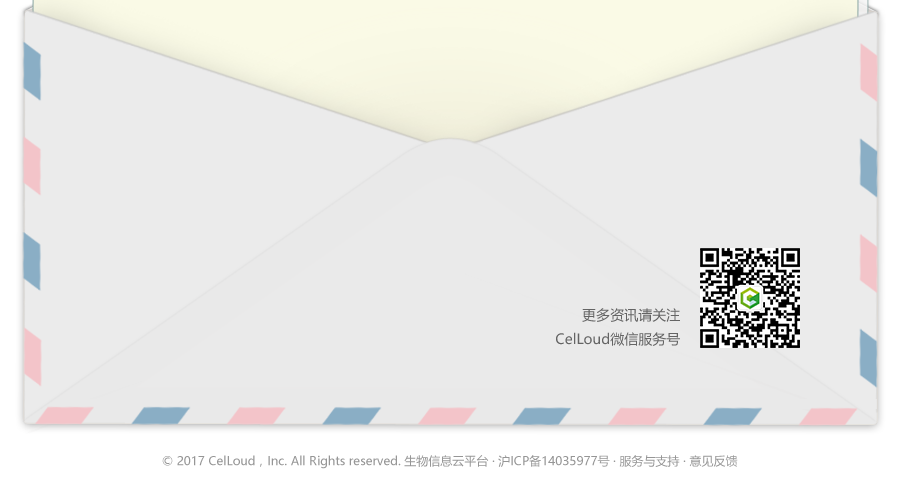 更多资讯请关注
CelLoud微信服务号
© 2017 CelLoud , Inc. All Rights reserved. 生物信息云平台 · 沪ICP备14035977号 · 服务与支持 · 意见反馈